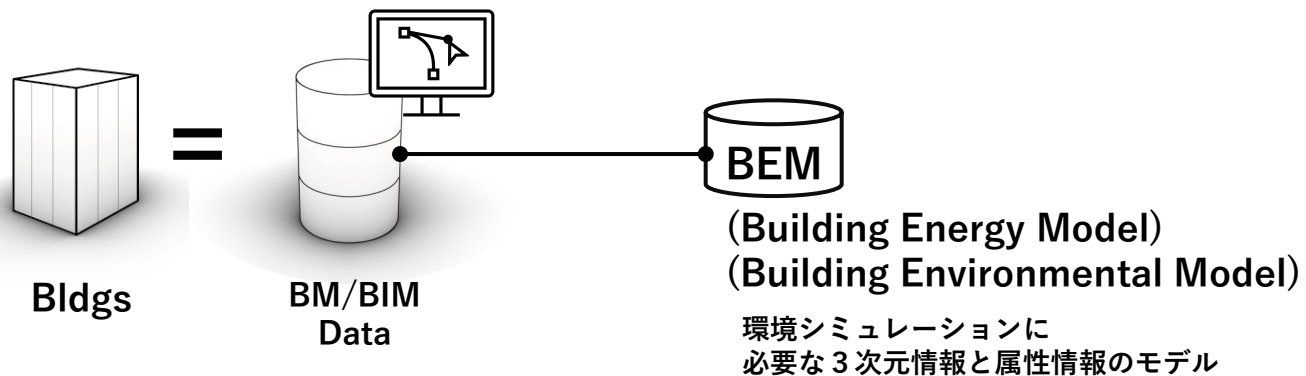 Bldgs
BM/BIM
Data
BEM
(Building Energy Model)
(Building Environmental Model)
環境シミュレーションに
必要な３次元情報と属性情報のモデル